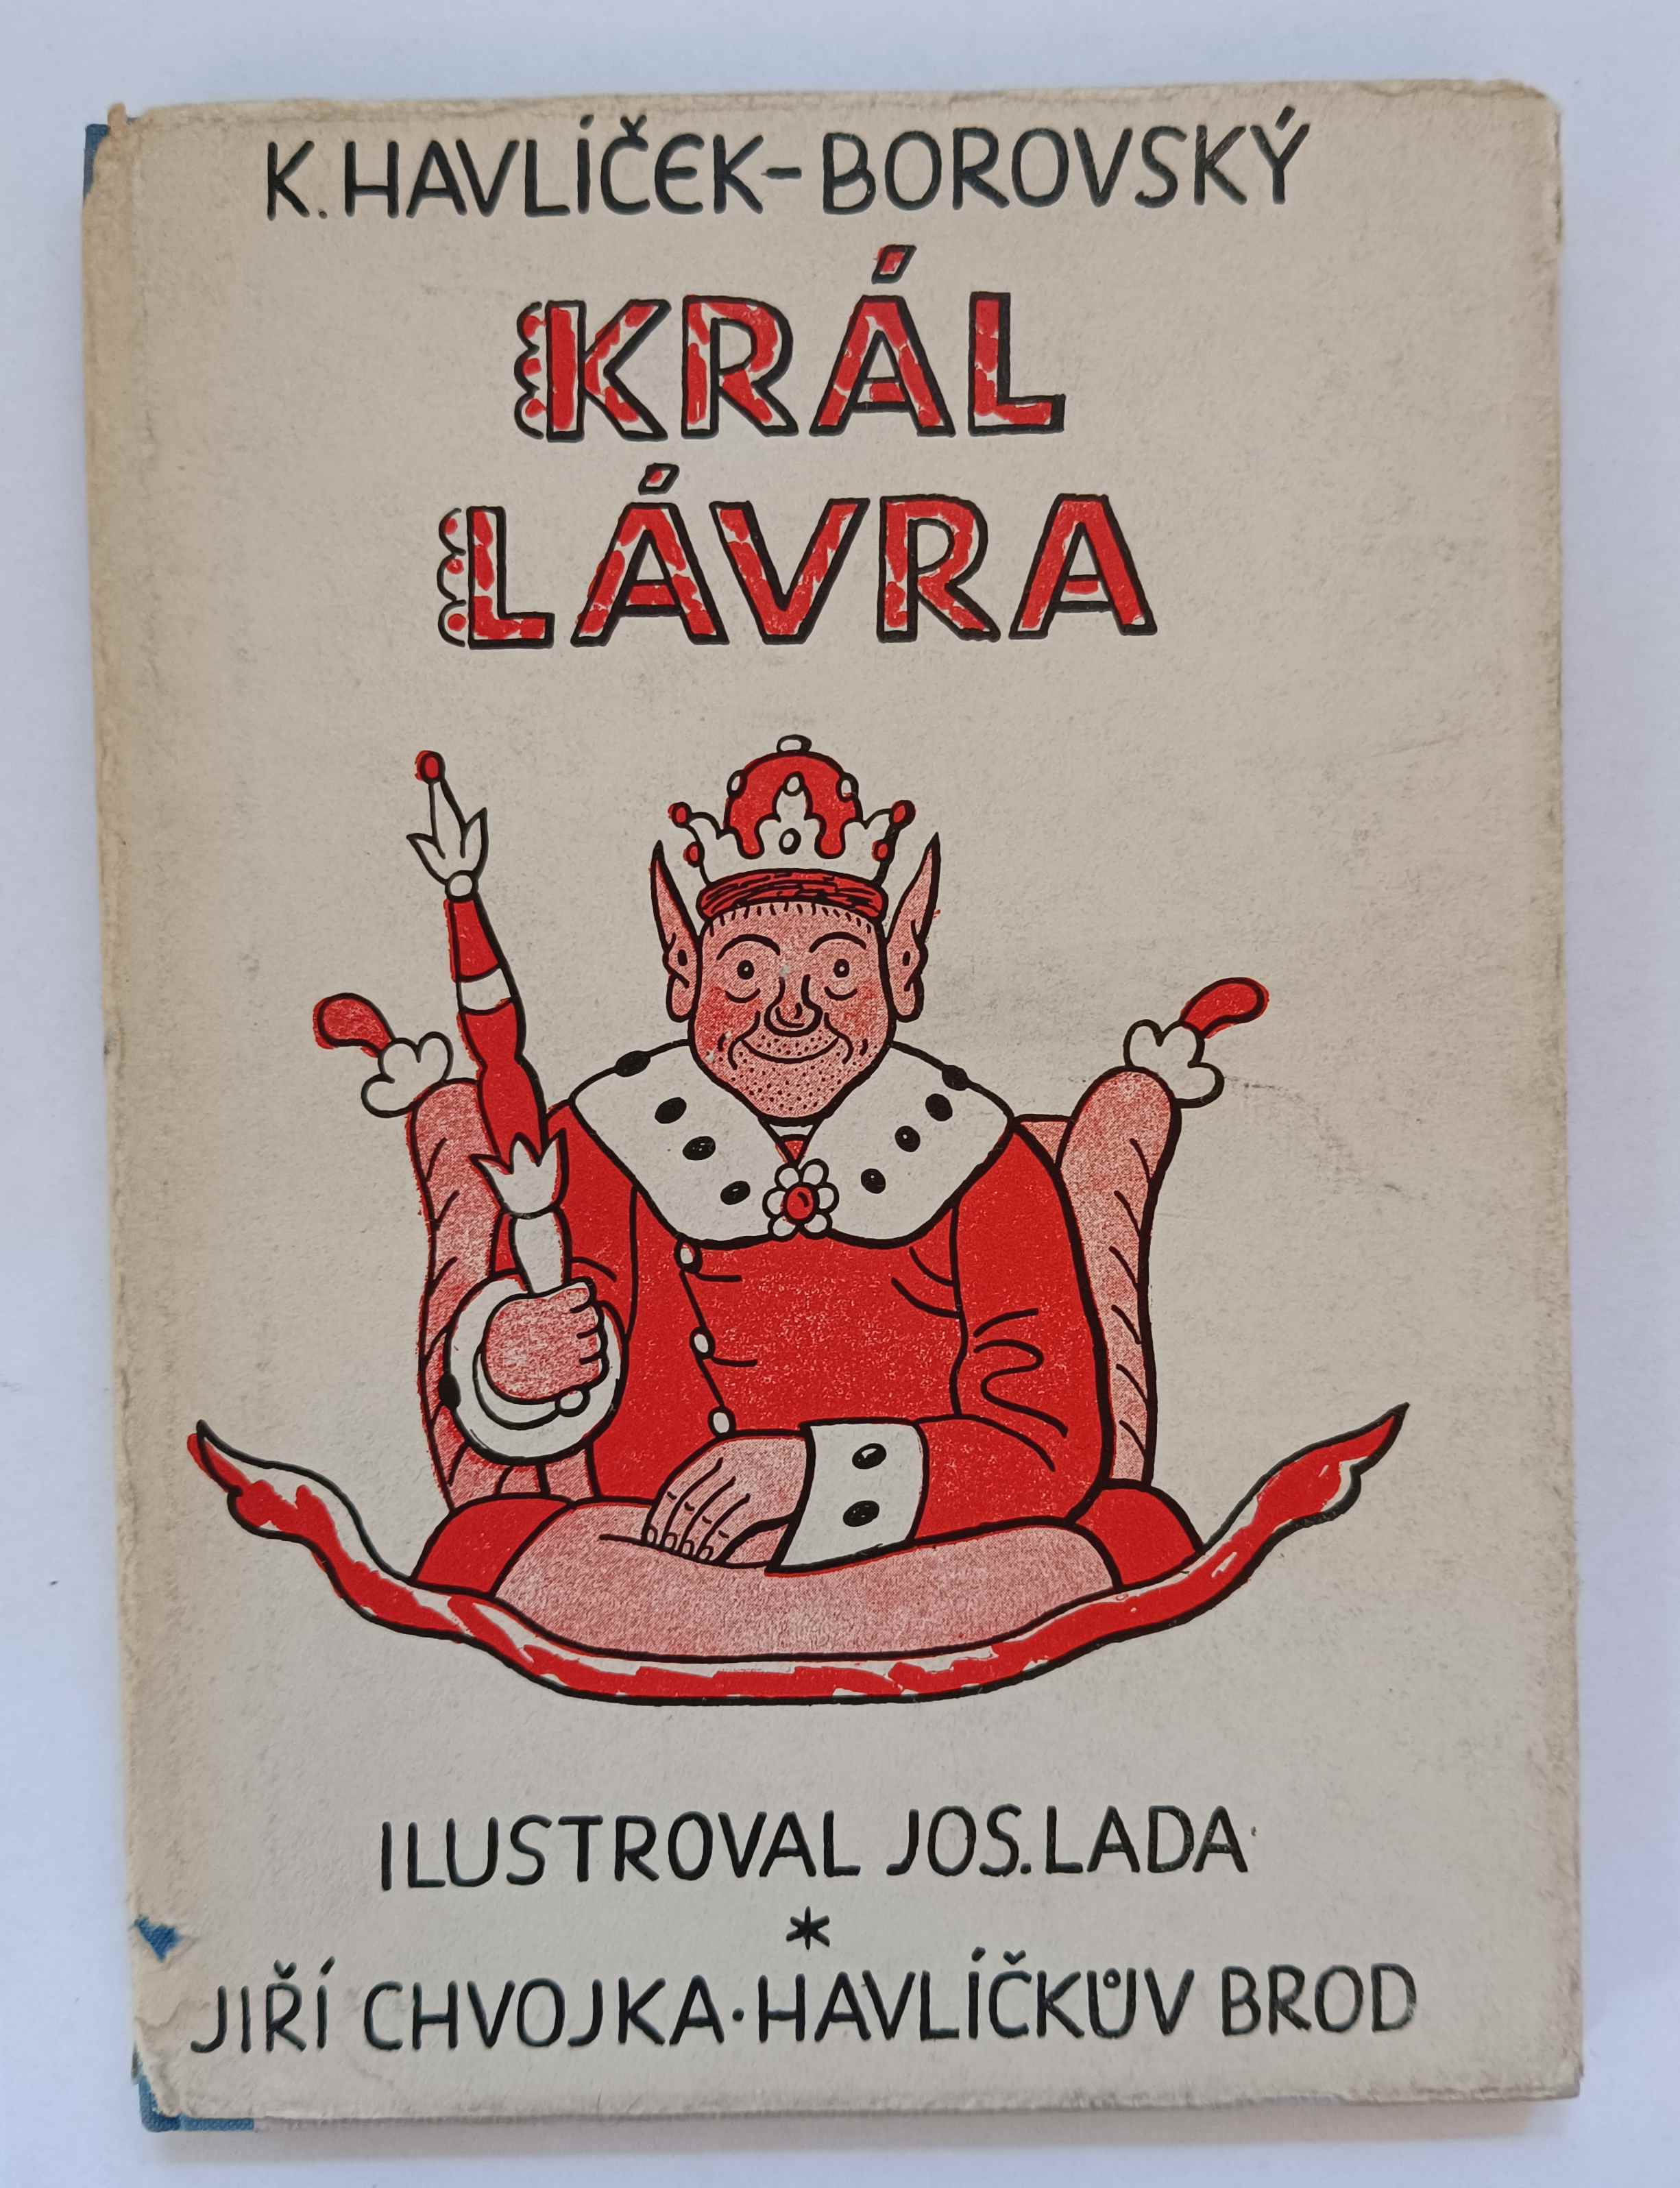 K. HAVLÍČEK-BOROVSKÝ
KRÁL
LÁVRA
ILUSTROVAL JOS. LADA
*
JIŘÍ CHVOJKA · HAVLÍČKŮV BROD